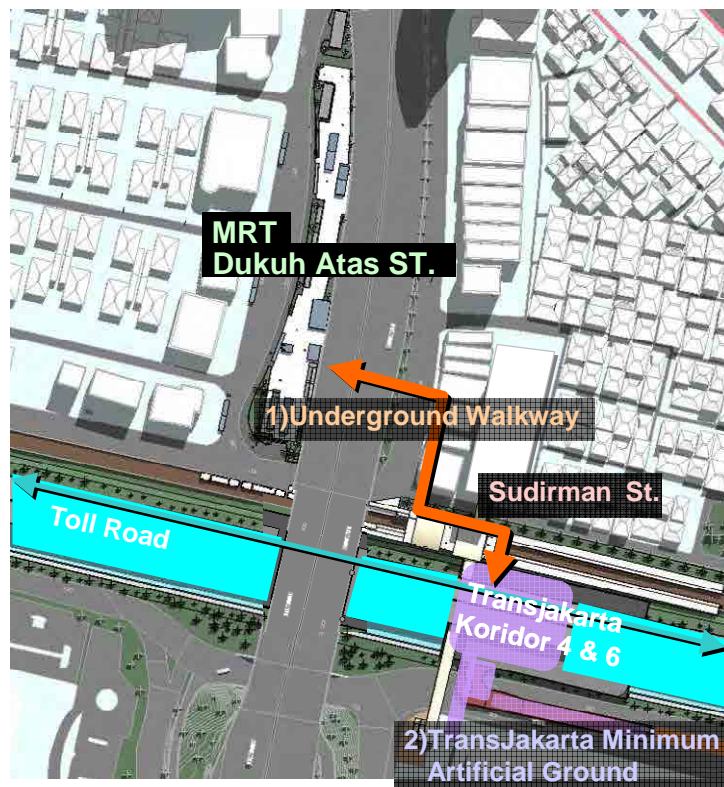 MRT
Dukuh Atas ST.
1)Underground Walkway
Sudirman St.
Toll Road
Transjakarta
Koridor 4 & 6
2)TransJakarta Minimum
Artificial Ground